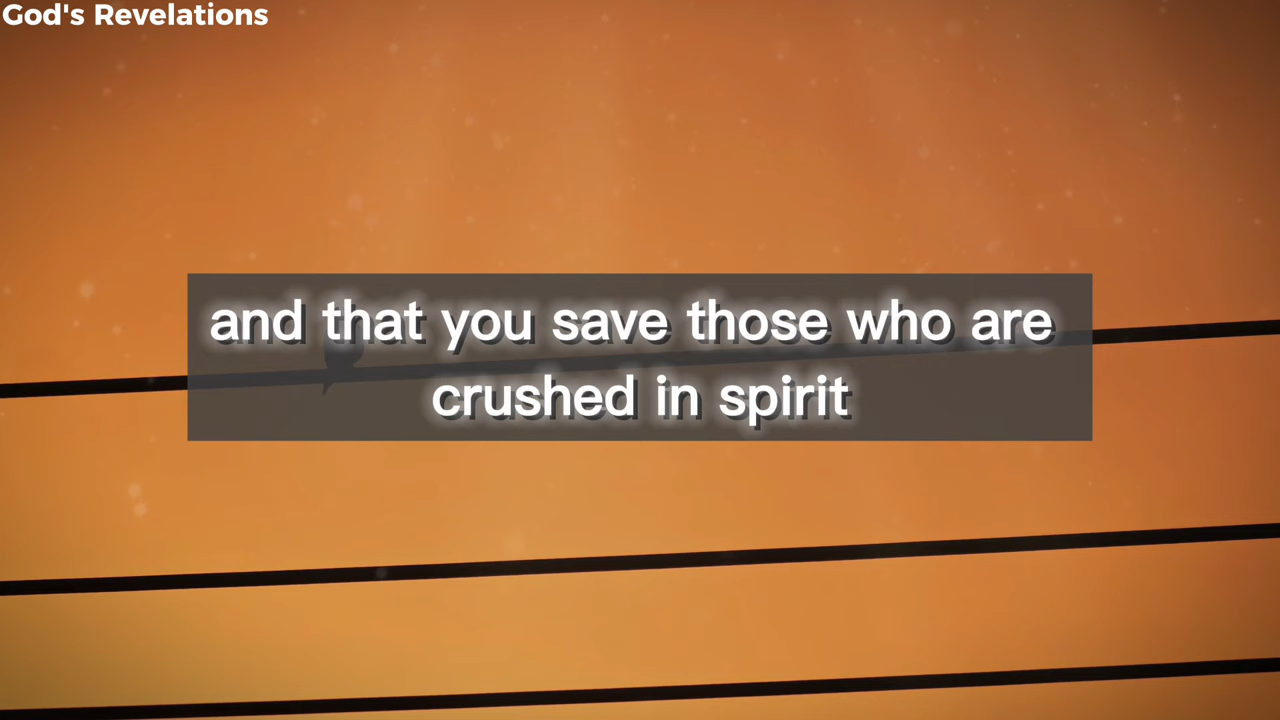 God's Revelations
and that you save those who are
crushed in spirit